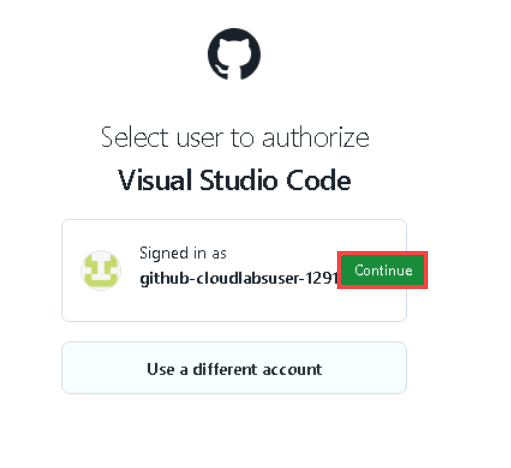 Select user to authorize
Visual Studio Code
Signed in as
github-cloudlabsuser-1291
Continue
Use a different account